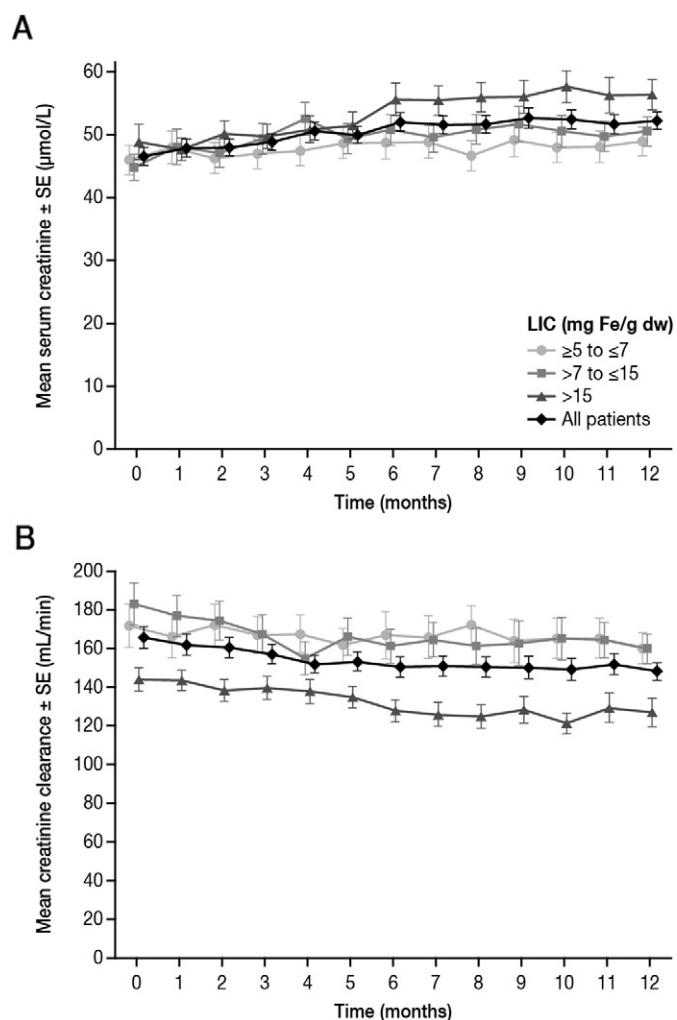 A
Mean serum creatinine ± SE (μmol/L)
60
50
40
30
20
10
0
LIC (mg Fe/g dw)
≥5 to ≤7
>7 to ≤15
>15
All patients
0 1 2 3 4 5 6 7 8 9 10 11 12
Time (months)
B
Mean creatinine clearance ± SE (mL/min)
200
180
160
140
120
100
80
60
40
20
0
0 1 2 3 4 5 6 7 8 9 10 11 12
Time (months)